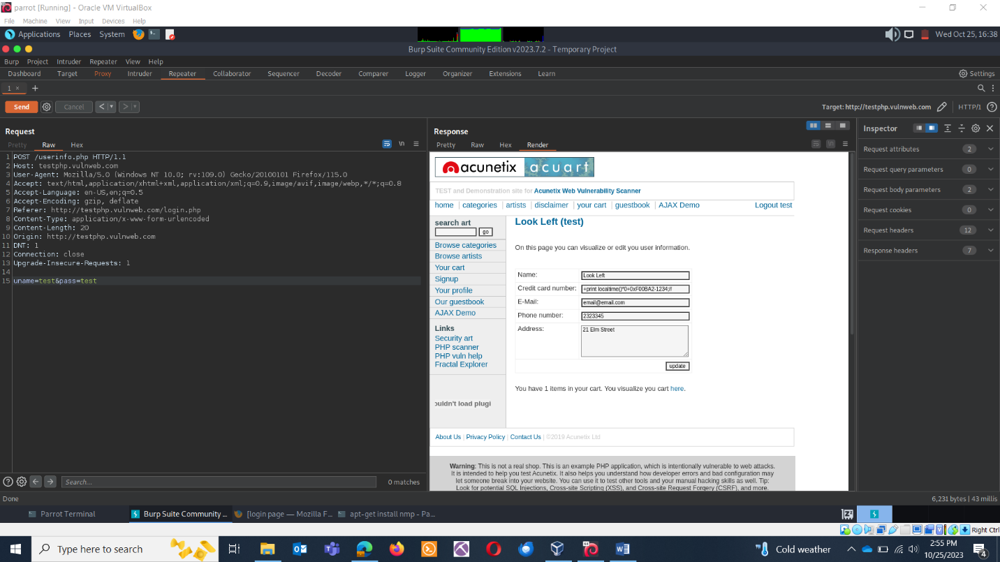 parrot [Running] - Oracle VM VirtualBox
File Machine View Input Devices Help
Applications Places System Wed Oct 25, 16:38
Burp Suite Community Edition v2023.7.2 - Temporary Project
Burp Project Intruder Repeater View Help
Dashboard Target Proxy Intruder Repeater Collaborator Sequencer Decoder Comparer Logger Organizer Extensions Learn Settings
1 × +
Send Cancel < > Target: http://testphp.vulnweb.com HTTP/1
Request
Pretty Raw Hex \n
1 POST /userinfo.php HTTP/1.1
2 Host: testphp.vulnweb.com
3 User-Agent: Mozilla/5.0 (Windows NT 10.0; rv:109.0) Gecko/20100101 Firefox/115.0
4 Accept: text/html,application/xhtml+xml,application/xml;q=0.9,image/avif,image/webp,*/*;q=0.8
5 Accept-Language: en-US,en;q=0.5
6 Accept-Encoding: gzip, deflate
7 Referer: http://testphp.vulnweb.com/login.php
8 Content-Type: application/x-www-form-urlencoded
9 Content-Length: 20
10 Origin: http://testphp.vulnweb.com
11 DNT: 1
12 Connection: close
13 Upgrade-Insecure-Requests: 1
14
15 uname=test&pass=test
Search... 0 matches
Response
Pretty Raw Hex Render \n
acunetix acuart
TEST and Demonstration site for Acunetix Web Vulnerability Scanner
home | categories | artists | disclaimer | your cart | guestbook | AJAX Demo Logout test
search art
go
Browse categories
Browse artists
Your cart
Signup
Your profile
Our guestbook
AJAX Demo
Links
Security art
PHP scanner
PHP vuln help
Fractal Explorer
ouldn't load plugi
Look Left (test)
On this page you can visualize or edit you user information.
Name: Look Left
Credit card number: +print localtime()*0+0xF00BA2-1234;//
E-Mail: email@email.com
Phone number: 2323345
Address: 21 Elm Street
update
You have 1 items in your cart. You visualize you cart here.
About Us | Privacy Policy | Contact Us | ©2019 Acunetix Ltd
Warning: This is not a real shop. This is an example PHP application, which is intentionally vulnerable to web attacks.
It is intended to help you test Acunetix. It also helps you understand how developer errors and bad configuration may
let someone break into your website. You can use it to test other tools and your manual hacking skills as well. Tip:
Look for potential SQL Injections, Cross-site Scripting (XSS), and Cross-site Request Forgery (CSRF), and more.
Inspector
Request attributes 2
Request query parameters 0
Request body parameters 2
Request cookies 0
Request headers 12
Response headers 7
Done 6,231 bytes | 43 millis
Parrot Terminal Burp Suite Community ... [login page — Mozilla F... apt-get install nmp - Pa...
Right Ctrl
Type here to search Cold weather 2:55 PM
10/25/2023 4